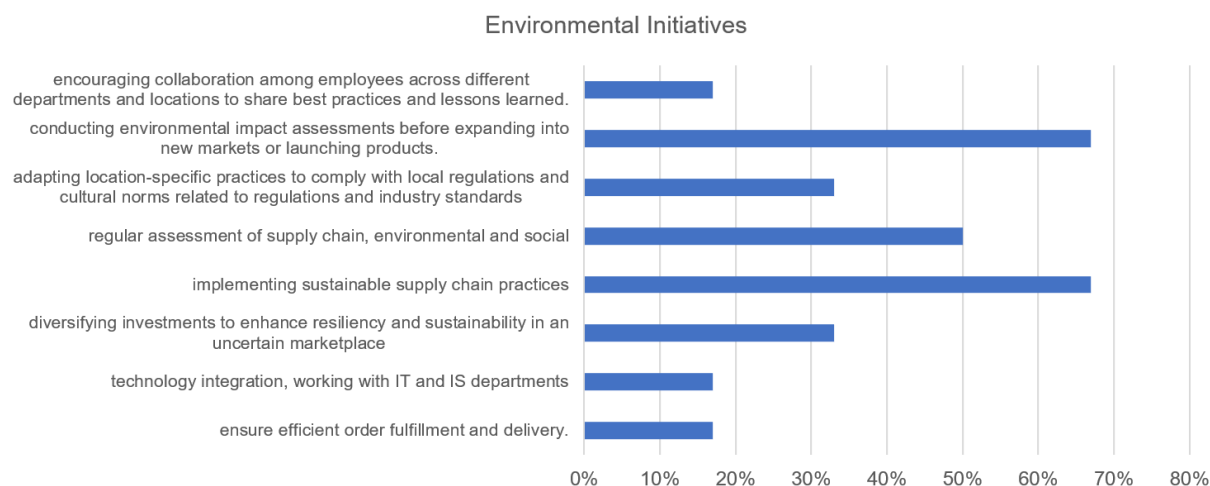 Environmental Initiatives
encouraging collaboration among employees across different
departments and locations to share best practices and lessons learned.
conducting environmental impact assessments before expanding into
new markets or launching products.
adapting location-specific practices to comply with local regulations and
cultural norms related to regulations and industry standards
regular assessment of supply chain, environmental and social
implementing sustainable supply chain practices
diversifying investments to enhance resiliency and sustainability in an
uncertain marketplace
technology integration, working with IT and IS departments
ensure efficient order fulfillment and delivery.
0% 10% 20% 30% 40% 50% 60% 70% 80%